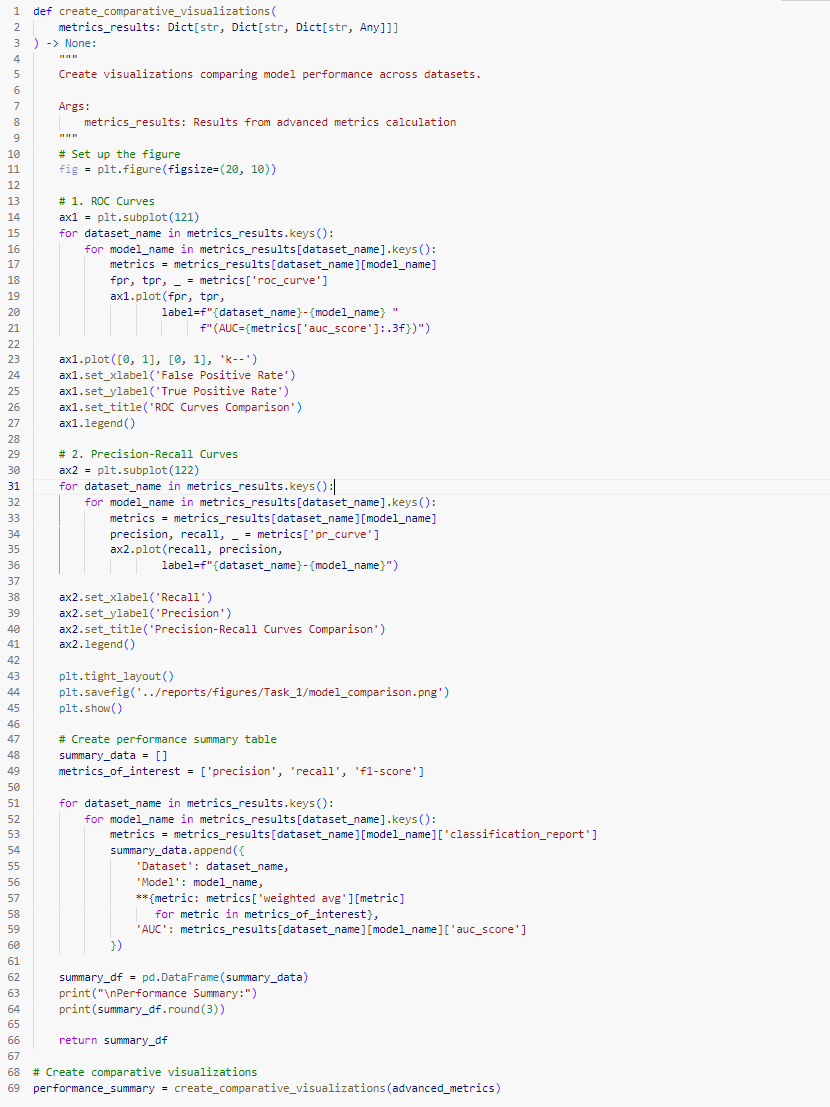 1 def create_comparative_visualizations(
2     metrics_results: Dict[str, Dict[str, Dict[str, Any]]]
3 ) -> None:
4     """
5     Create visualizations comparing model performance across datasets.
6
7     Args:
8         metrics_results: Results from advanced metrics calculation
9     """
10     # Set up the figure
11     fig = plt.figure(figsize=(20, 10))
12
13     # 1. ROC Curves
14     ax1 = plt.subplot(121)
15     for dataset_name in metrics_results.keys():
16         for model_name in metrics_results[dataset_name].keys():
17             metrics = metrics_results[dataset_name][model_name]
18             fpr, tpr, _ = metrics['roc_curve']
19             ax1.plot(fpr, tpr,
20                     label=f"{dataset_name}-{model_name} "
21                           f"(AUC={metrics['auc_score']:.3f})")
22
23     ax1.plot([0, 1], [0, 1], 'k--')
24     ax1.set_xlabel('False Positive Rate')
25     ax1.set_ylabel('True Positive Rate')
26     ax1.set_title('ROC Curves Comparison')
27     ax1.legend()
28
29     # 2. Precision-Recall Curves
30     ax2 = plt.subplot(122)
31     for dataset_name in metrics_results.keys():
32         for model_name in metrics_results[dataset_name].keys():
33             metrics = metrics_results[dataset_name][model_name]
34             precision, recall, _ = metrics['pr_curve']
35             ax2.plot(recall, precision,
36                     label=f"{dataset_name}-{model_name}")
37
38     ax2.set_xlabel('Recall')
39     ax2.set_ylabel('Precision')
40     ax2.set_title('Precision-Recall Curves Comparison')
41     ax2.legend()
42
43     plt.tight_layout()
44     plt.savefig('../reports/figures/Task_1/model_comparison.png')
45     plt.show()
46
47     # Create performance summary table
48     summary_data = []
49     metrics_of_interest = ['precision', 'recall', 'f1-score']
50
51     for dataset_name in metrics_results.keys():
52         for model_name in metrics_results[dataset_name].keys():
53             metrics = metrics_results[dataset_name][model_name]['classification_report']
54             summary_data.append({
55                 'Dataset': dataset_name,
56                 'Model': model_name,
57                 **{metric: metrics['weighted avg'][metric]
58                    for metric in metrics_of_interest},
59                 'AUC': metrics_results[dataset_name][model_name]['auc_score']
60             })
61
62     summary_df = pd.DataFrame(summary_data)
63     print("\nPerformance Summary:")
64     print(summary_df.round(3))
65
66     return summary_df
67
68 # Create comparative visualizations
69 performance_summary = create_comparative_visualizations(advanced_metrics)